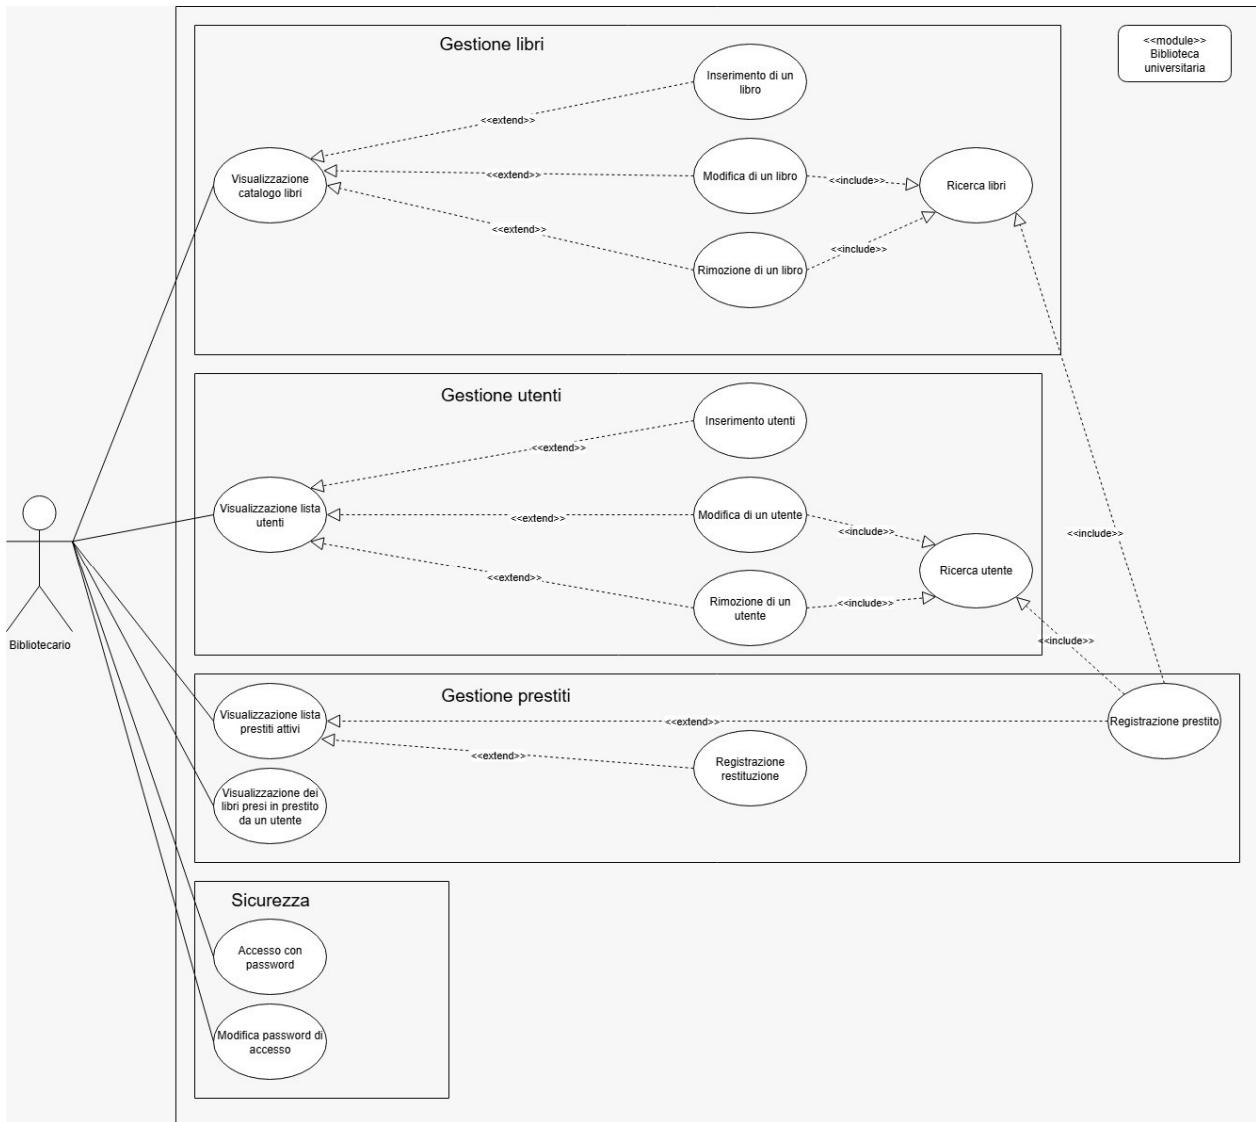 Gestione libri
<<module>>
Biblioteca
universitaria
Inserimento di un
libro
<<extend>>
Visualizzazione
catalogo libri
<<extend>>
Modifica di un libro
<<include>>
Ricerca libri
<<extend>>
Rimozione di un libro
<<include>>
Gestione utenti
Inserimento utenti
<<extend>>
Visualizzazione lista
utenti
<<extend>>
Modifica di un utente
<<include>>
<<include>>
Ricerca utente
<<extend>>
Rimozione di un
utente
<<include>>
Bibliotecario
<<include>>
Gestione prestiti
Visualizzazione lista
prestiti attivi
<<extend>>
Registrazione prestito
<<extend>>
Registrazione
restituzione
Visualizzazione dei
libri presi in prestito
da un utente
Sicurezza
Accesso con
password
Modifica password di
accesso